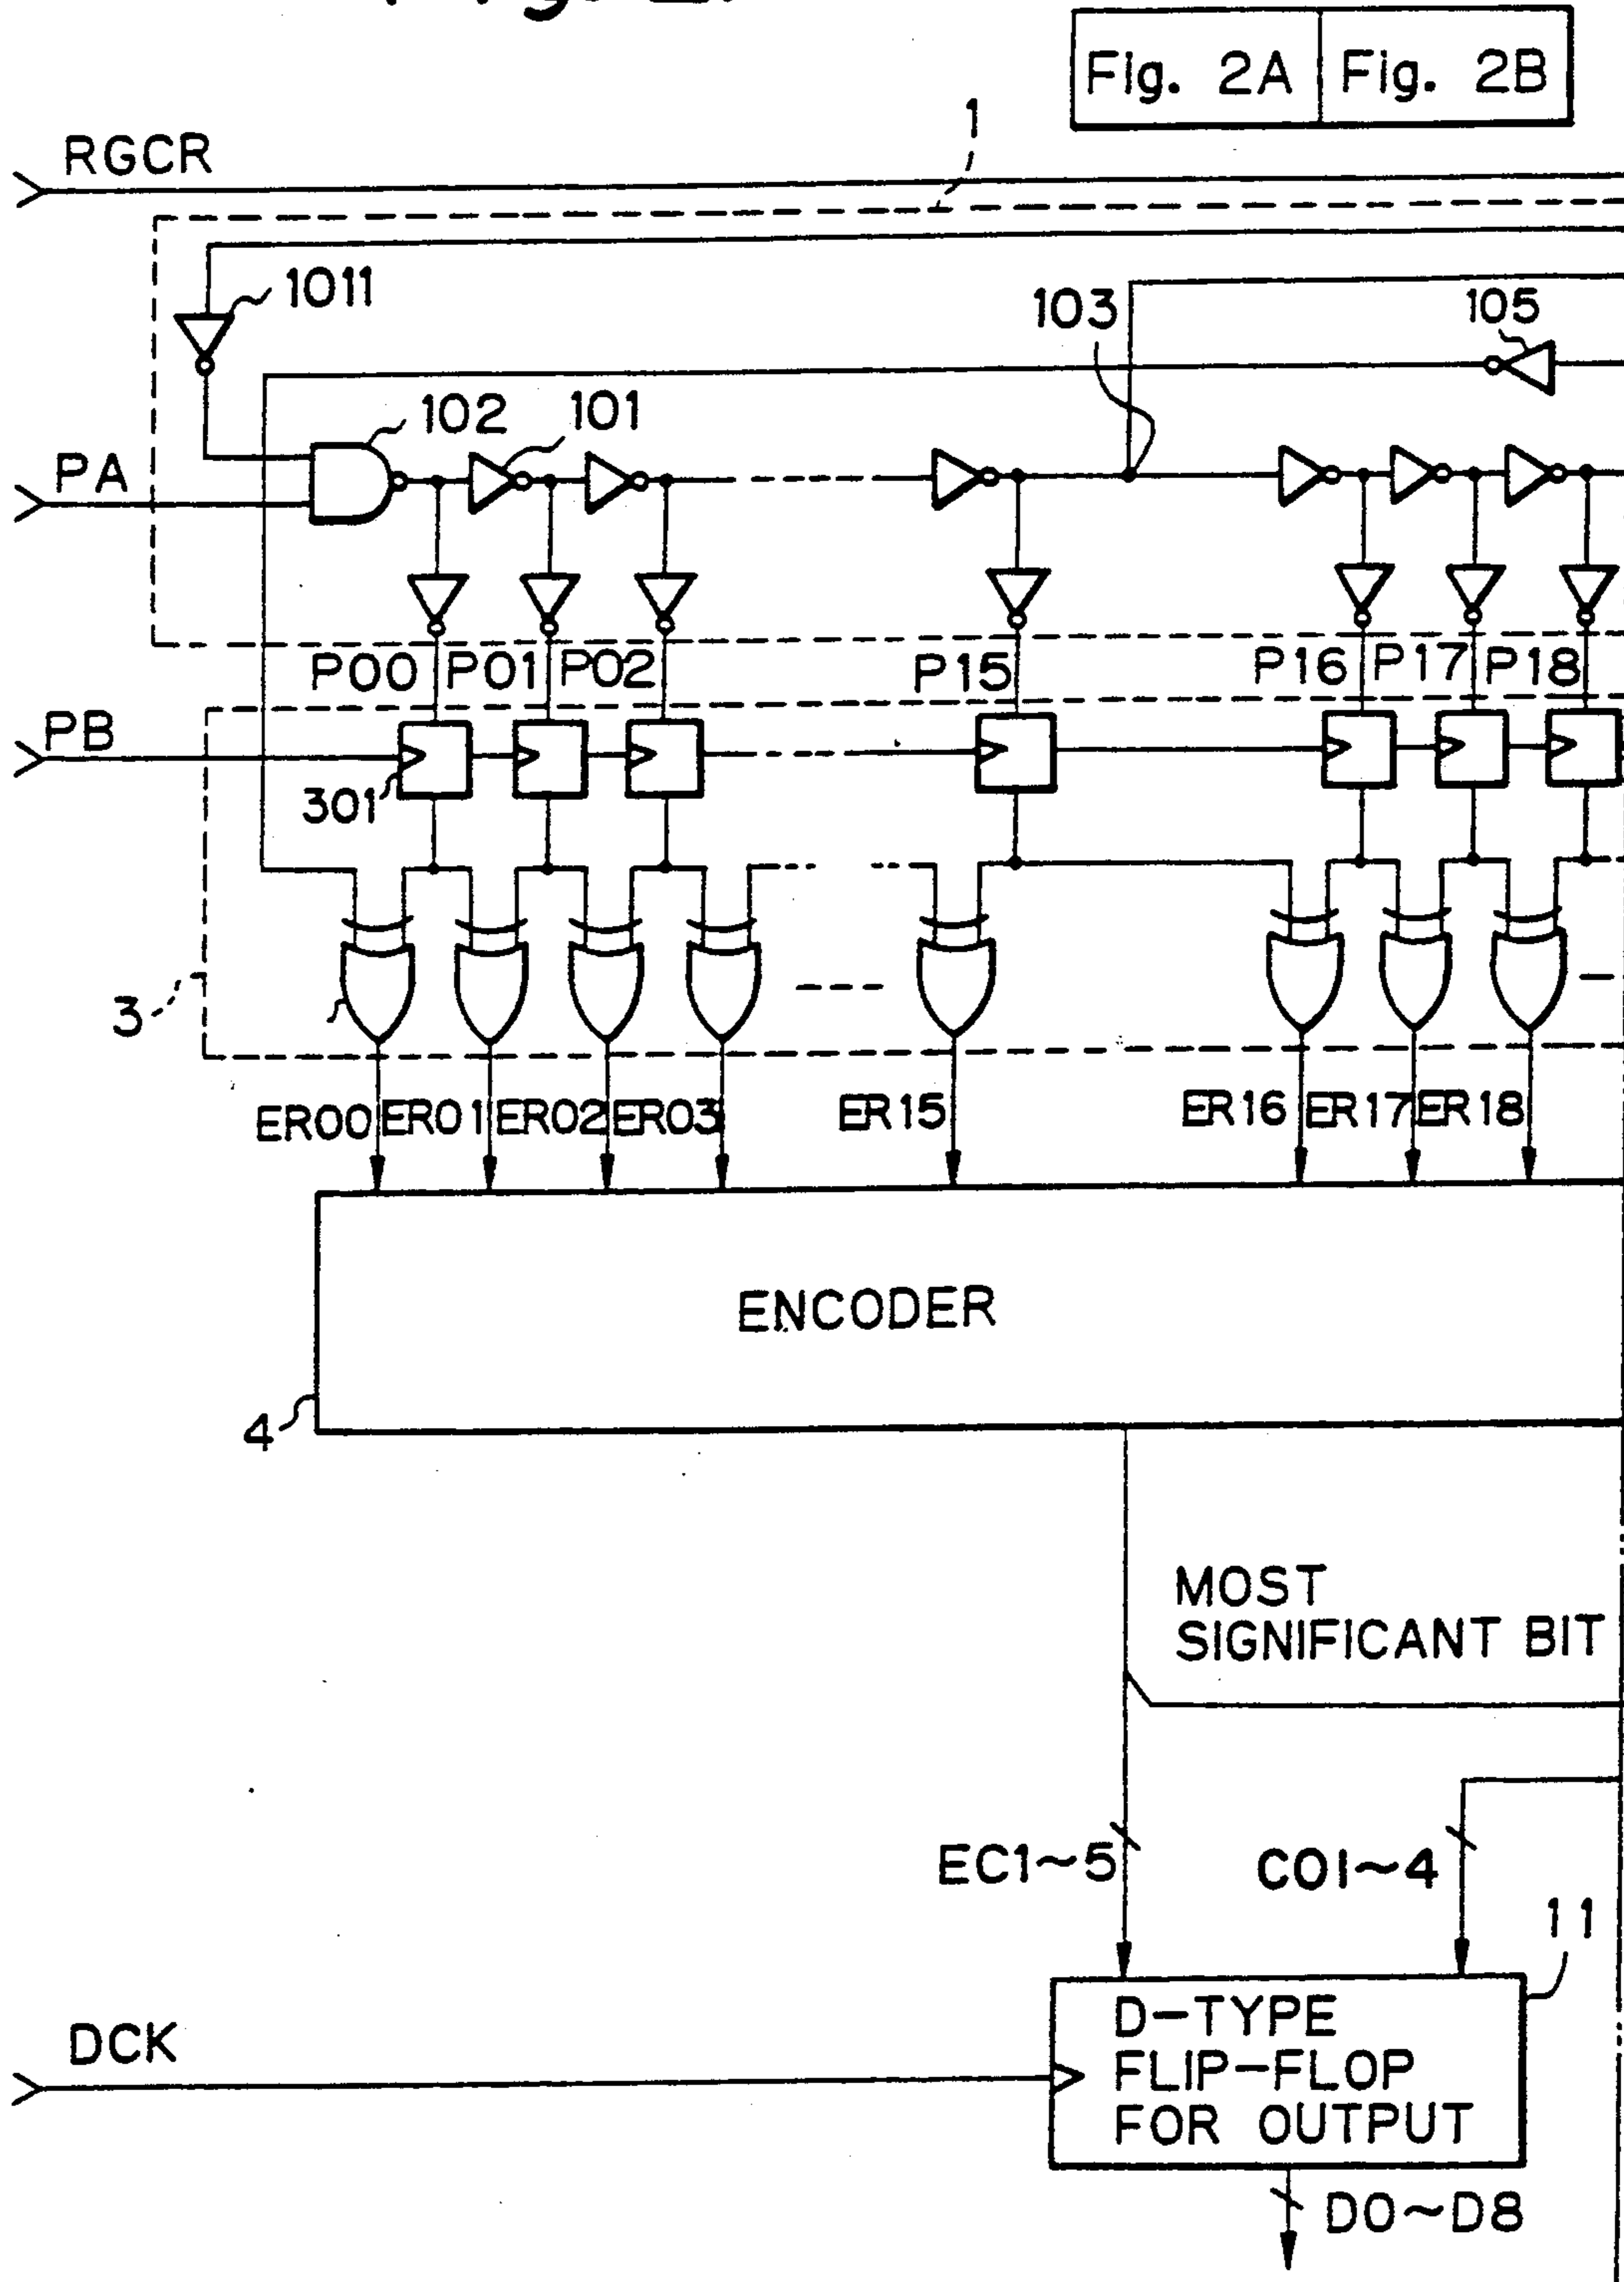 Fig. 2A Fig. 2B
1
RGCR
1011
103
105
102
101
PA
P00 P01 P02 P15 P16 P17 P18
PB
301
3
ER00 ER01 ER02 ER03 ER15 ER16 ER17 ER18
ENCODER
4
MOST
SIGNIFICANT BIT
EC1~5
CO1~4
11
DCK
D-TYPE
FLIP-FLOP
FOR OUTPUT
D0~D8